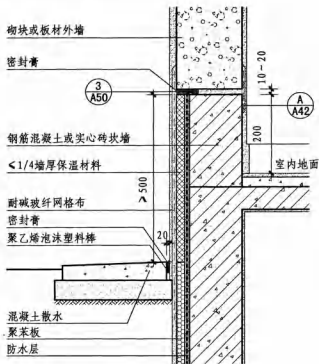 砌块或板材外墙
密封膏
3
A50
10-20
A
A42
钢筋混凝土或实心砖坎墙
200
≤1/4墙厚保温材料
室内地面
≥500
耐碱玻纤网格布
密封膏
20
聚乙烯泡沫塑料棒
混凝土散水
聚苯板
防水层